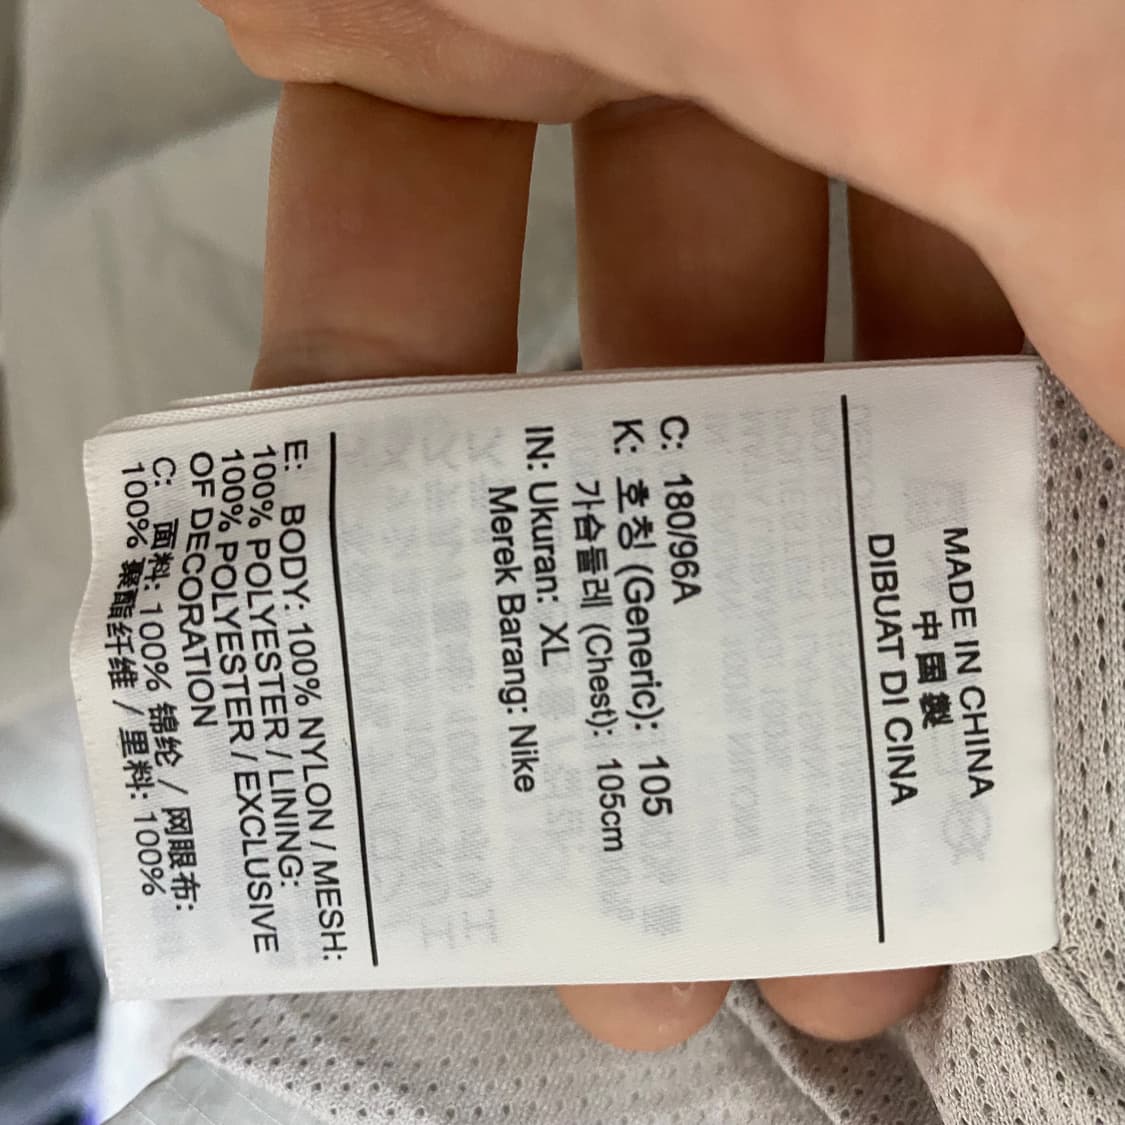 MADE IN CHINA
中國製
DIBUAT DI CINA
C: 180/96A
K: 호칭 (Generic): 105
가슴둘레 (Chest): 105cm
IN: Ukuran: XL
Merek Barang: Nike
E: BODY: 100% NYLON / MESH:
100% POLYESTER / LINING:
100% POLYESTER / EXCLUSIVE
OF DECORATION
C: 面料: 100% 锦纶 / 网眼布:
100% 聚酯纤维 / 里料: 100%